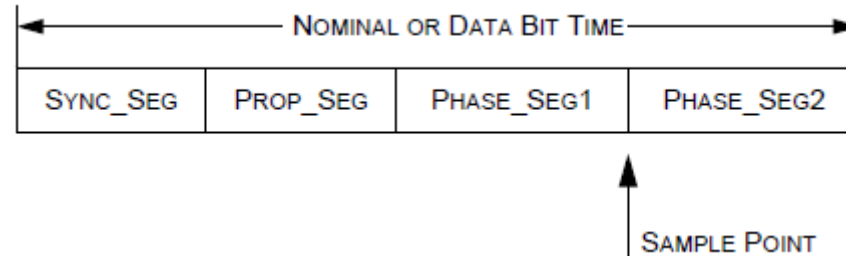 NOMINAL OR DATA BIT TIME
SYNC_SEG PROP_SEG PHASE_SEG1 PHASE_SEG2
SAMPLE POINT